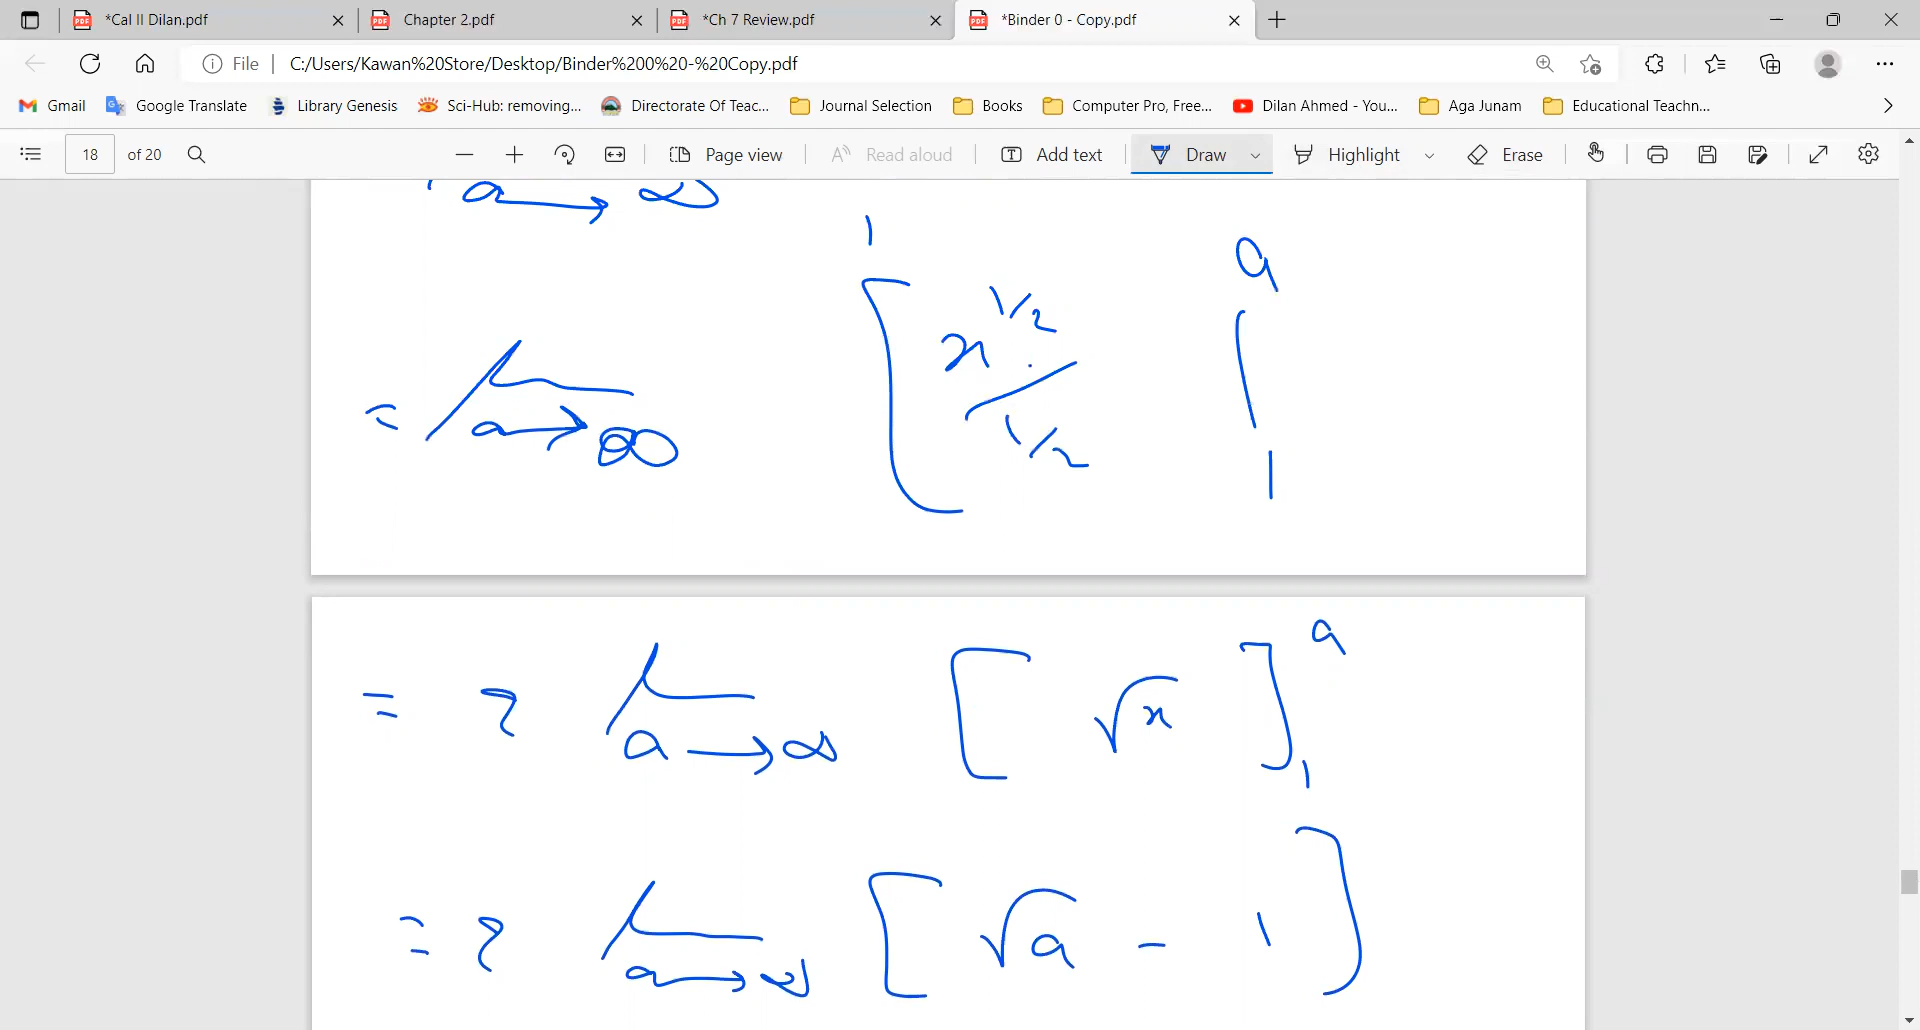 *Cal II Dilan.pdf
Chapter 2.pdf
*Ch 7 Review.pdf
*Binder 0 - Copy.pdf
File | C:/Users/Kawan%20Store/Desktop/Binder%200%20-%20Copy.pdf
Gmail Google Translate Library Genesis Sci-Hub: removing... Directorate Of Teac... Journal Selection Books Computer Pro, Free... Dilan Ahmed - You... Aga Junam Educational Teachn...
18 of 20 Page view Read aloud Add text Draw Highlight Erase
a → ∞ 1
= lim a → ∞ [ x^1/2 / 1/2 | a 1
= 2 lim a → ∞ [ √x ] a 1
= 2 lim a → ∞ [ √a - 1 ]